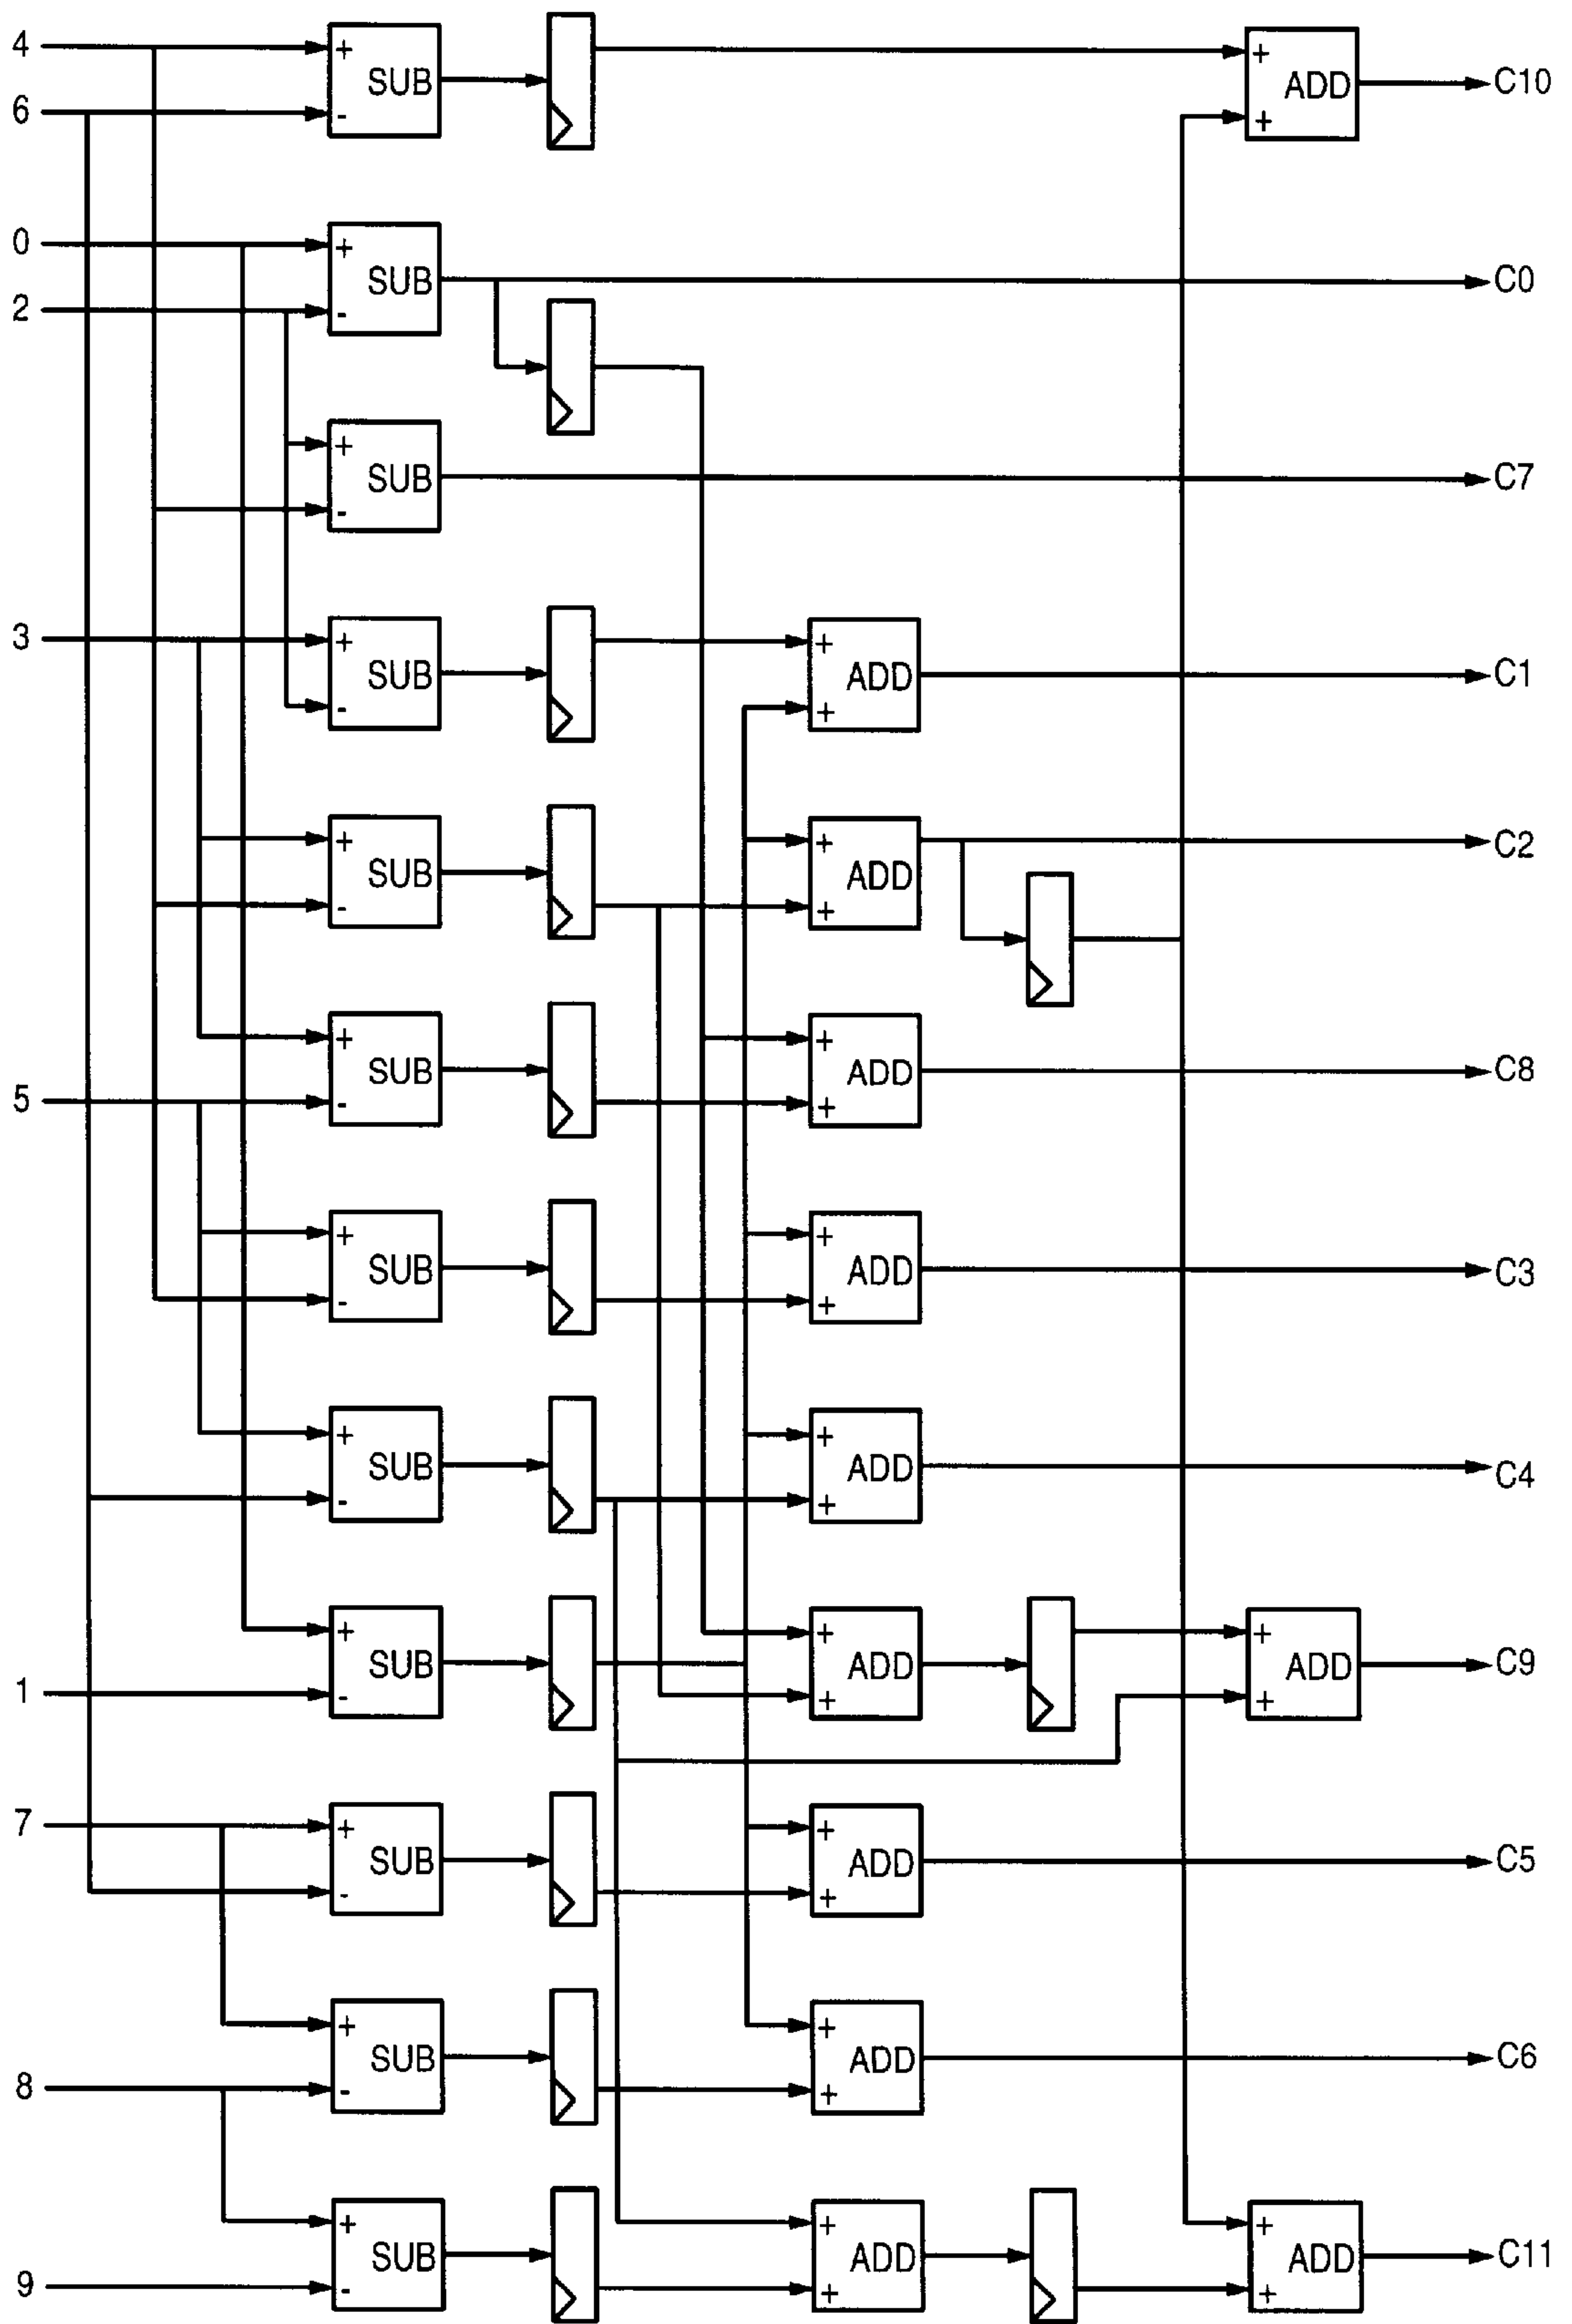 4 + SUB + ADD C10
6 - +
0 + SUB C0
2 -
+ SUB C7
-
3 + SUB + ADD C1
- +
+ SUB + ADD C2
- +
+ SUB + ADD C8
5 - +
+ SUB + ADD C3
- +
+ SUB + ADD C4
- +
+ SUB + ADD + ADD C9
1 - + +
7 + SUB + ADD C5
- +
+ SUB + ADD C6
8 - +
+ SUB + ADD + ADD C11
9 - + +